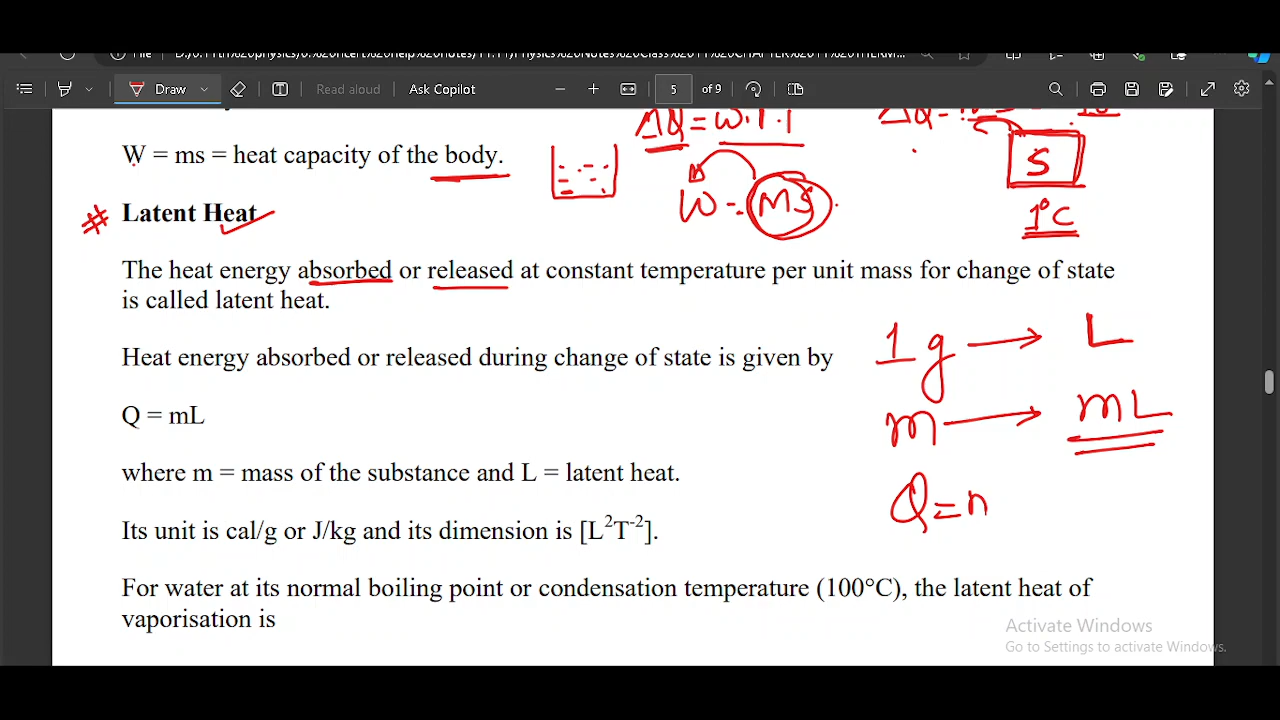 Draw
Read aloud
Ask Copilot
5
of 9
ΔQ = W.1.1
W = ms = heat capacity of the body.
S
W = ms
1°C
# Latent Heat
The heat energy absorbed or released at constant temperature per unit mass for change of state
is called latent heat.
1g → L
Heat energy absorbed or released during change of state is given by
m → mL
Q = mL
where m = mass of the substance and L = latent heat.
Q = n
Its unit is cal/g or J/kg and its dimension is [L²T⁻²].
For water at its normal boiling point or condensation temperature (100°C), the latent heat of
vaporisation is
Activate Windows
Go to Settings to activate Windows.